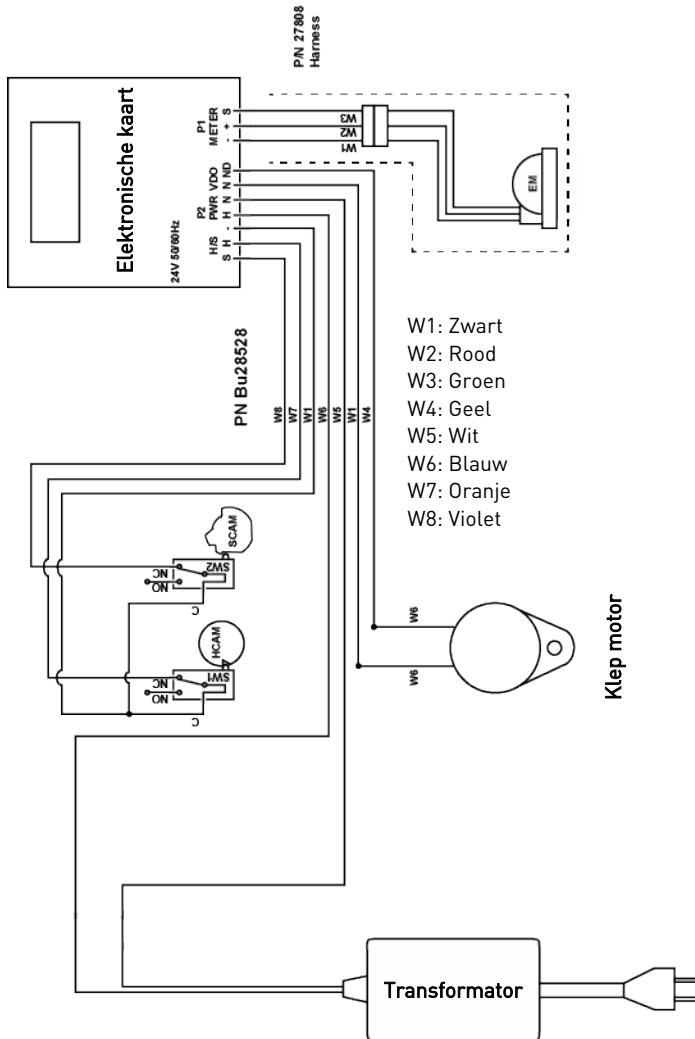 P/N 27808
Harness
Elektronische kaart
24V 50/60Hz
P1
METER
- + S
P2
H/S PWR VDO
S H - H N N ND
W3
W2
W1
EM
PN Bu28528
W8
W7
W1
W6
W5
W1
W4
W1: Zwart
W2: Rood
W3: Groen
W4: Geel
W5: Wit
W6: Blauw
W7: Oranje
W8: Violet
SCAM
SW2
NC
NO
C
HCAM
SW1
NC
NO
C
W6
W6
Klep motor
Transformator